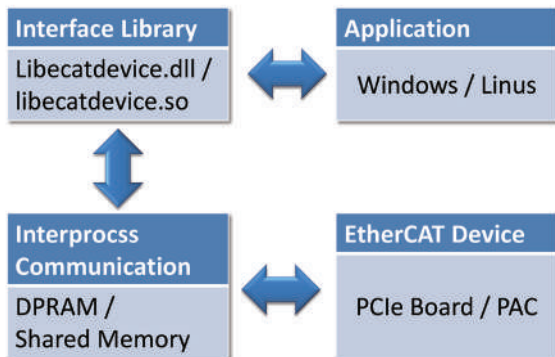 Interface Library
Libecatdevice.dll /
libecatdevice.so
Application
Windows / Linus
Interprocss
Communication
DPRAM /
Shared Memory
EtherCAT Device
PCIe Board / PAC